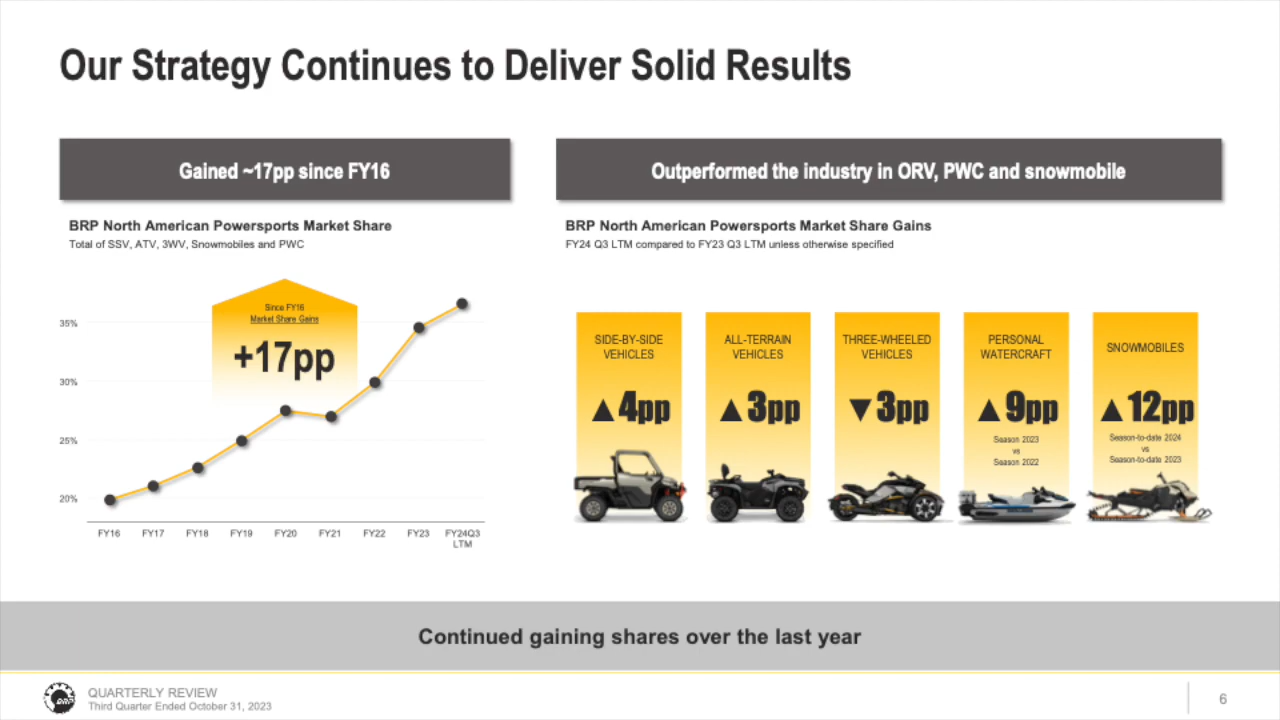 Our Strategy Continues to Deliver Solid Results
Gained ~17pp since FY16
BRP North American Powersports Market Share
Total of SSV, ATV, 3WV, Snowmobiles and PWC
Since FY16
Market Share Gains
+17pp
35%
30%
25%
20%
FY16 FY17 FY18 FY19 FY20 FY21 FY22 FY23 FY24Q3
LTM
Outperformed the industry in ORV, PWC and snowmobile
BRP North American Powersports Market Share Gains
FY24 Q3 LTM compared to FY23 Q3 LTM unless otherwise specified
SIDE-BY-SIDE
VEHICLES
▲4pp
ALL-TERRAIN
VEHICLES
▲3pp
THREE-WHEELED
VEHICLES
▼3pp
PERSONAL
WATERCRAFT
▲9pp
Season 2023
vs
Season 2022
SNOWMOBILES
▲12pp
Season-to-date 2024
vs
Season-to-date 2023
Continued gaining shares over the last year
BRP
QUARTERLY REVIEW
Third Quarter Ended October 31, 2023
6